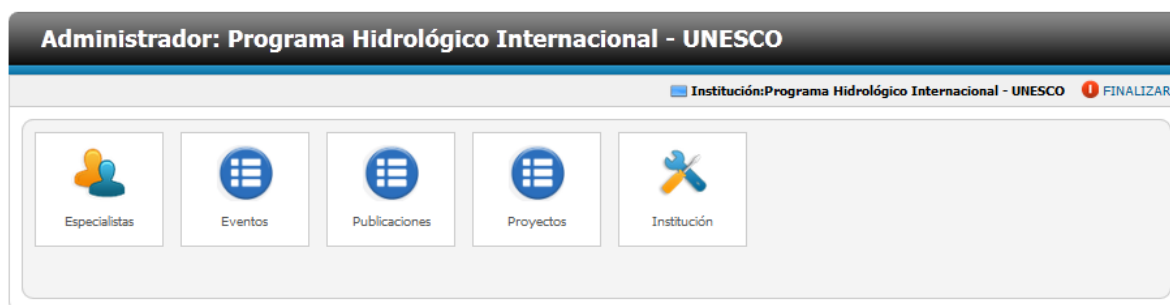 Administrador: Programa Hidrológico Internacional - UNESCO
Institución:Programa Hidrológico Internacional - UNESCO FINALIZAR
Especialistas Eventos Publicaciones Proyectos Institución